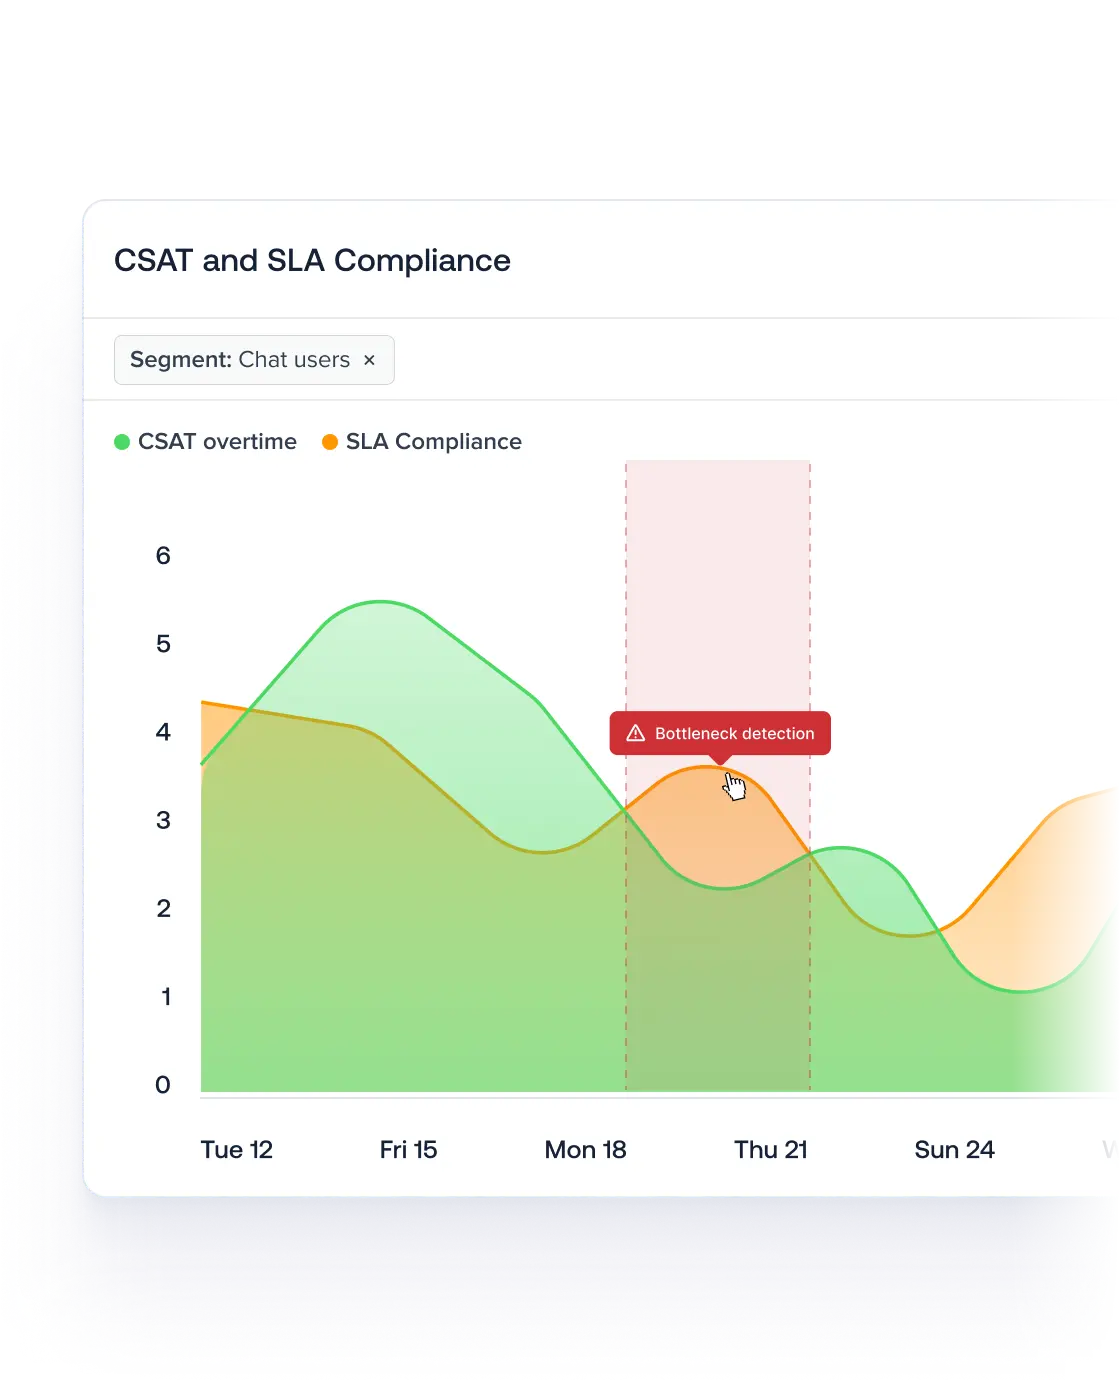 CSAT and SLA Compliance
Segment: Chat users ×
CSAT overtime SLA Compliance
Bottleneck detection
6
5
4
3
2
1
0
Tue 12 Fri 15 Mon 18 Thu 21 Sun 24